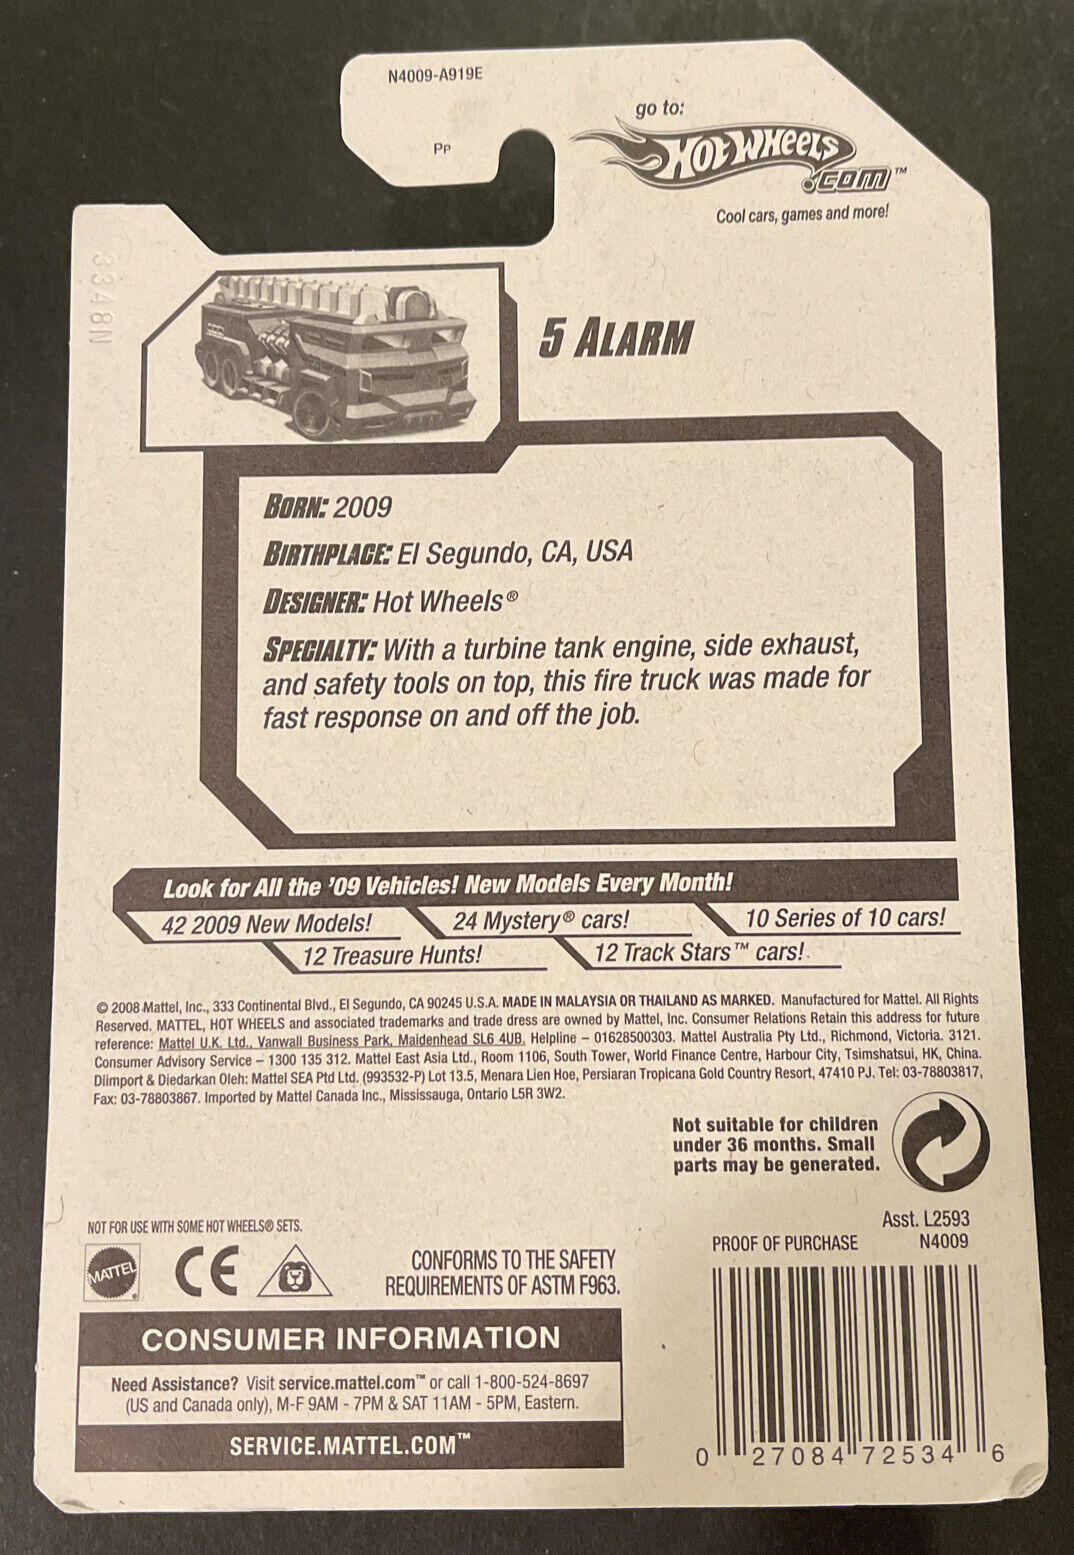 N4009-A919E
Pp
go to:
Hot Wheels
.com™
Cool cars, games and more!
3348N
5 Alarm
Born: 2009
Birthplace: El Segundo, CA, USA
Designer: Hot Wheels®
Specialty: With a turbine tank engine, side exhaust,
and safety tools on top, this fire truck was made for
fast response on and off the job.
Look for All the '09 Vehicles! New Models Every Month!
42 2009 New Models!
24 Mystery® cars!
10 Series of 10 cars!
12 Treasure Hunts!
12 Track Stars™ cars!
© 2008 Mattel, Inc., 333 Continental Blvd., El Segundo, CA 90245 U.S.A. MADE IN MALAYSIA OR THAILAND AS MARKED. Manufactured for Mattel. All Rights
Reserved. MATTEL, HOT WHEELS and associated trademarks and trade dress are owned by Mattel, Inc. Consumer Relations Retain this address for future
reference: Mattel U.K. Ltd., Vanwall Business Park, Maidenhead SL6 4UB. Helpline – 01628500303. Mattel Australia Pty Ltd., Richmond, Victoria. 3121.
Consumer Advisory Service – 1300 135 312. Mattel East Asia Ltd., Room 1106, South Tower, World Finance Centre, Harbour City, Tsimshatsui, HK, China.
Diimport & Diedarkan Oleh: Mattel SEA Ptd Ltd. (993532-P) Lot 13.5, Menara Lien Hoe, Persiaran Tropicana Gold Country Resort, 47410 PJ. Tel: 03-78803817,
Fax: 03-78803867. Imported by Mattel Canada Inc., Mississauga, Ontario L5R 3W2.
Not suitable for children
under 36 months. Small
parts may be generated.
NOT FOR USE WITH SOME HOT WHEELS® SETS.
MATTEL®
CE
CONFORMS TO THE SAFETY
REQUIREMENTS OF ASTM F963.
Asst. L2593
PROOF OF PURCHASE N4009
CONSUMER INFORMATION
Need Assistance? Visit service.mattel.com™ or call 1-800-524-8697
(US and Canada only), M-F 9AM - 7PM & SAT 11AM - 5PM, Eastern.
SERVICE.MATTEL.COM™
0 27084 72534 6